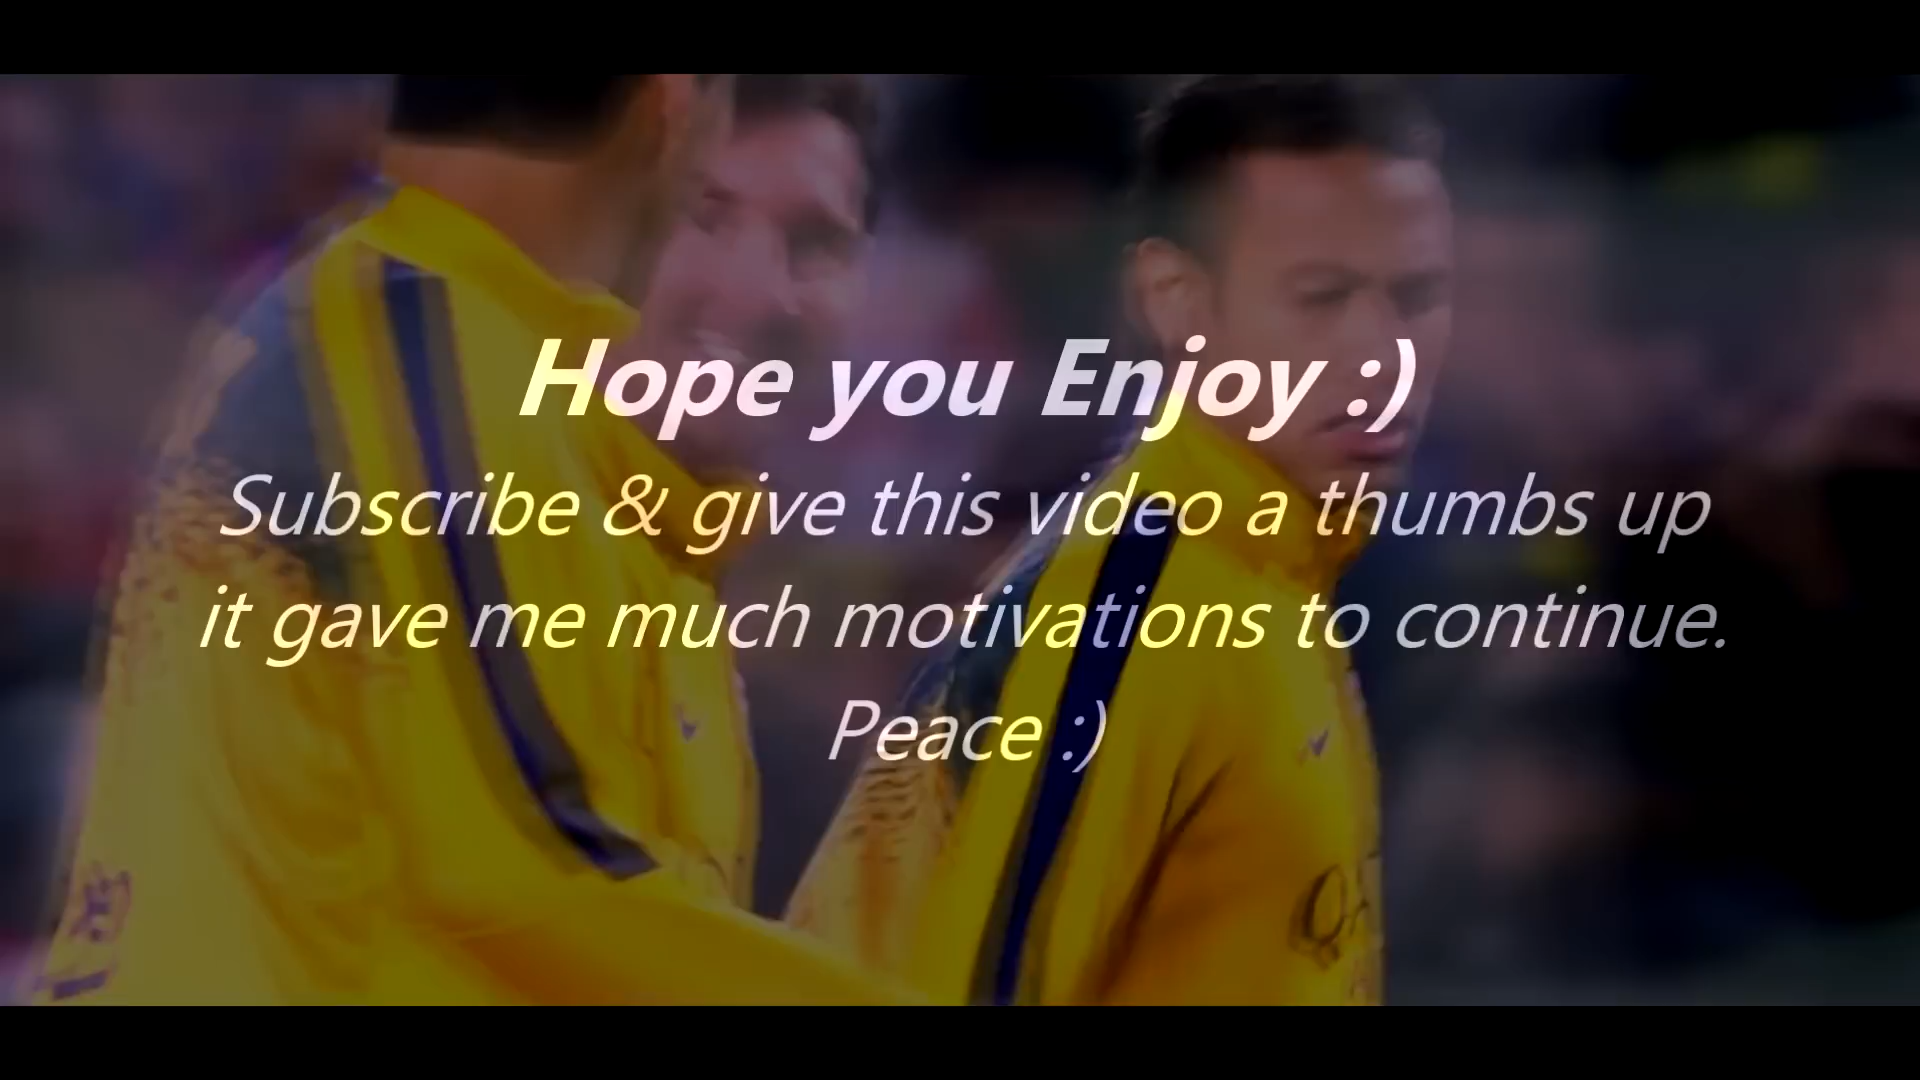 Hope you Enjoy :)
Subscribe & give this video a thumbs up
it gave me much motivations to continue.
Peace :)